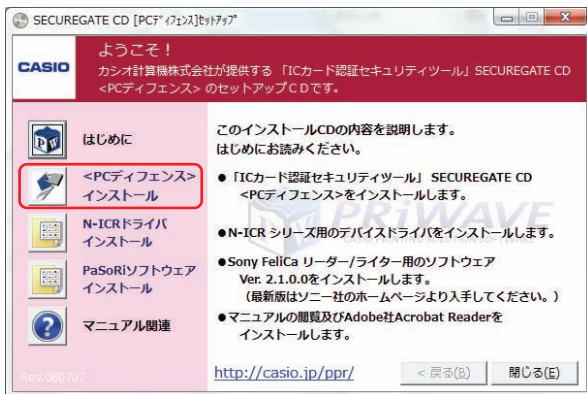 SECUREGATE CD [PCﾃﾞｨﾌｪﾝｽ]ｾｯﾄｱｯﾌﾟ
CASIO
ようこそ！
カシオ計算機株式会社が提供する 「ICカード認証セキュリティツール」SECUREGATE CD
<PCディフェンス> のセットアップＣＤです。
はじめに
<PCディフェンス>
インストール
N-ICRドライバ
インストール
PaSoRiソフトウェア
インストール
マニュアル関連
Rev.080707
このインストールCDの内容を説明します。
はじめにお読みください。
●「ICカード認証セキュリティツール」 SECUREGATE CD
<PCディフェンス>をインストールします。
●N-ICR シリーズ用のデバイスドライバをインストールします。
●Sony FeliCa リーダー/ライター用のソフトウェア
Ver. 2.1.0.0をインストールします。
（最新版はソニー社のホームページより入手してください。）
●マニュアルの閲覧及びAdobe社Acrobat Readerを
インストールします。
PRiWAVE
CASIO PRINTING SOLUTION SOFTWARE
http://casio.jp/ppr/
< 戻る(B)
閉じる(E)